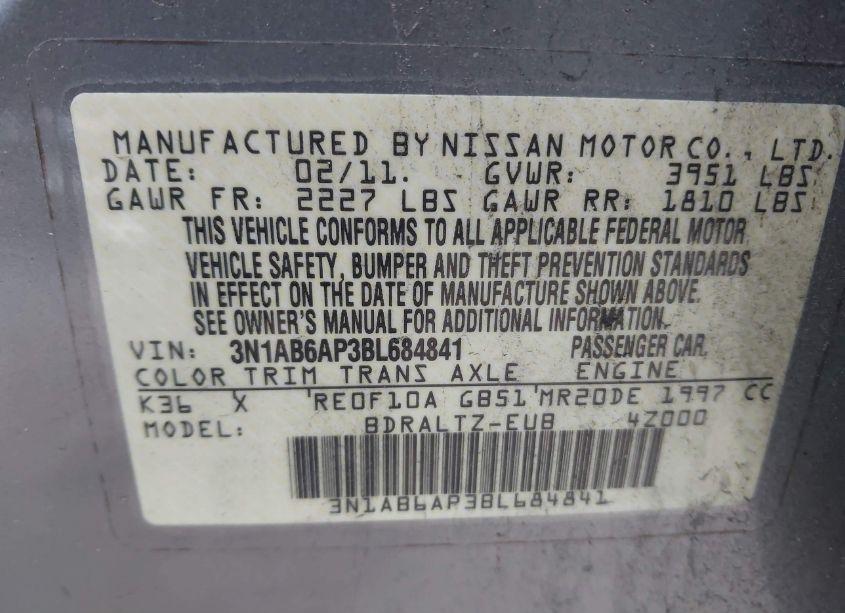 MANUFACTURED BY NISSAN MOTOR CO., LTD.
DATE: 02/11. GVWR: 3951 LBS
GAWR FR: 2227 LBS GAWR RR: 1810 LBS
THIS VEHICLE CONFORMS TO ALL APPLICABLE FEDERAL MOTOR
VEHICLE SAFETY, BUMPER AND THEFT PREVENTION STANDARDS
IN EFFECT ON THE DATE OF MANUFACTURE SHOWN ABOVE.
SEE OWNER'S MANUAL FOR ADDITIONAL INFORMATION.
VIN: 3N1AB6AP3BL684841 PASSENGER CAR
COLOR TRIM TRANS AXLE ENGINE
K36 X 'RE0F10A GB51'MR20DE 1997 CC
MODEL: BDRALTZ-EUB 4Z000
3N1AB6AP3BL684841